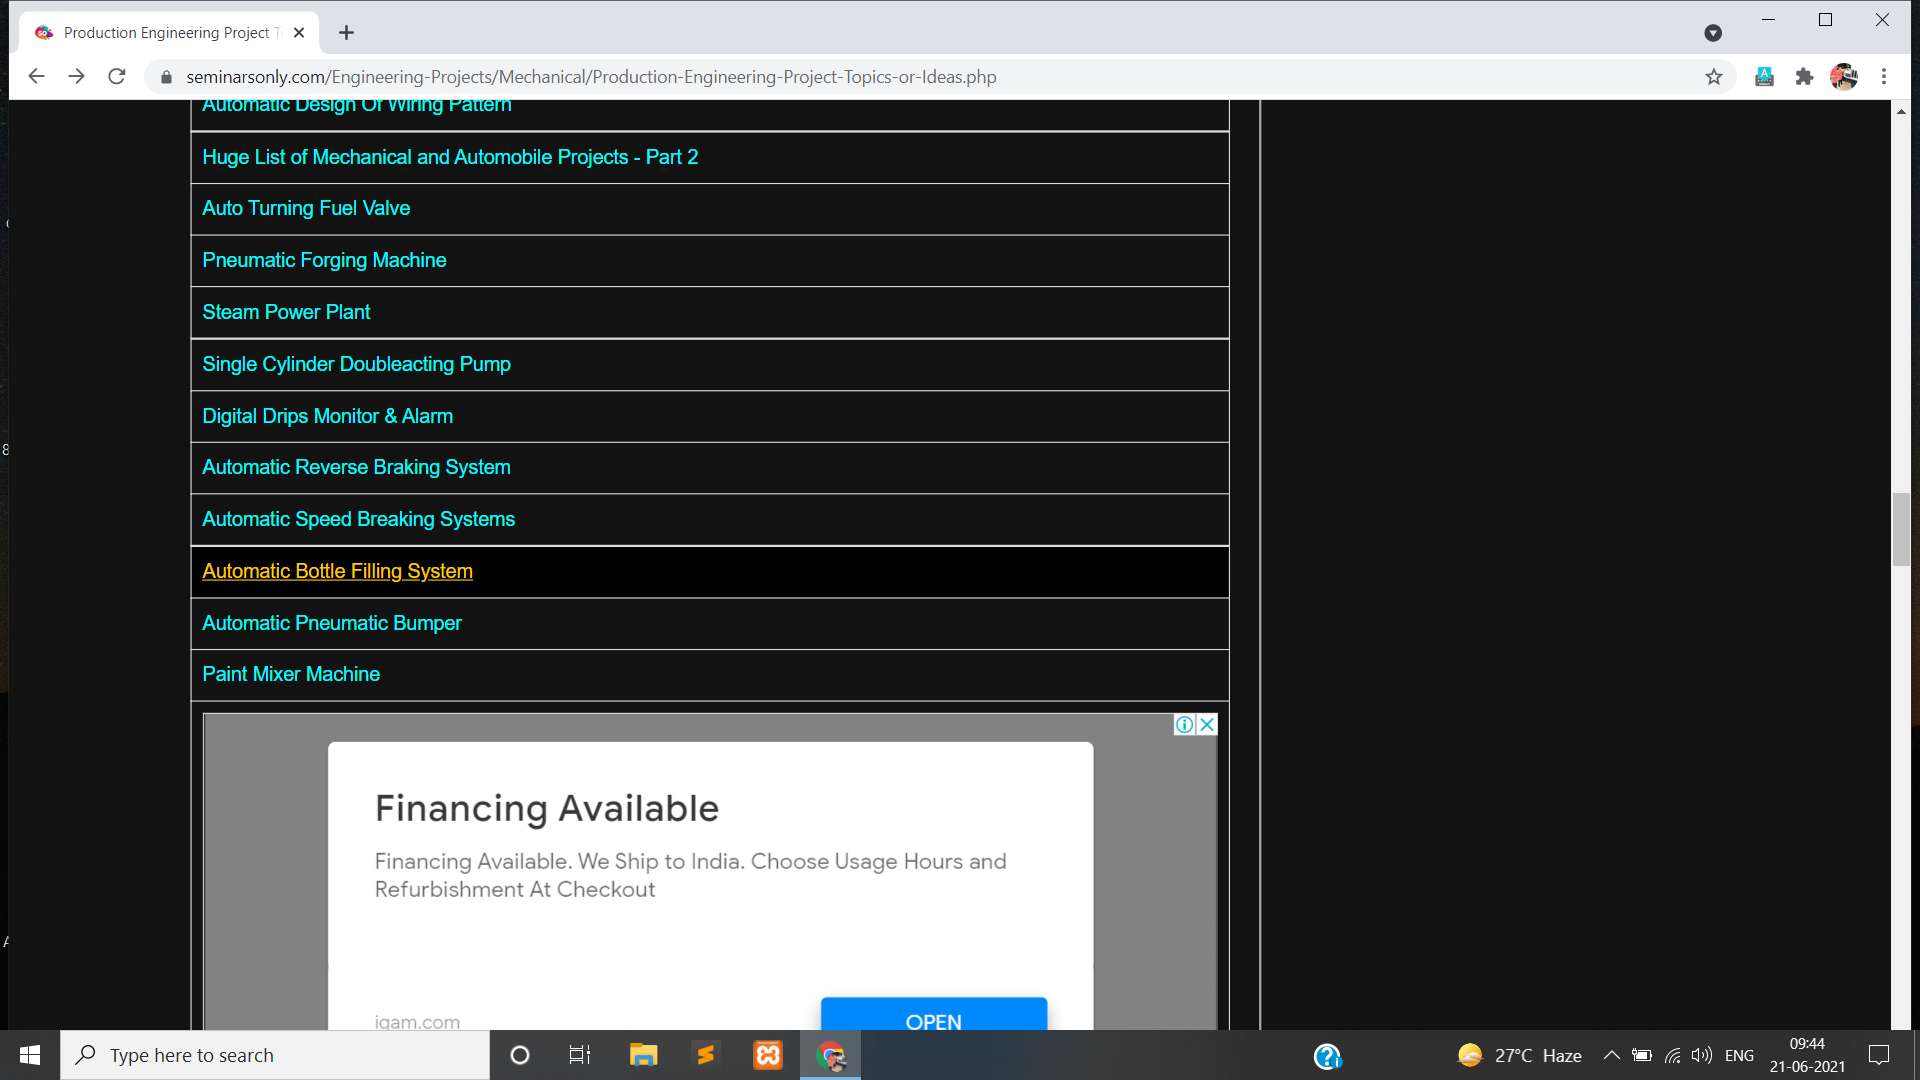 Production Engineering Project T
seminarsonly.com/Engineering-Projects/Mechanical/Production-Engineering-Project-Topics-or-Ideas.php
Automatic Design Of Wiring Pattern
Huge List of Mechanical and Automobile Projects - Part 2
Auto Turning Fuel Valve
Pneumatic Forging Machine
Steam Power Plant
Single Cylinder Doubleacting Pump
Digital Drips Monitor & Alarm
Automatic Reverse Braking System
Automatic Speed Breaking Systems
Automatic Bottle Filling System
Automatic Pneumatic Bumper
Paint Mixer Machine
Financing Available
Financing Available. We Ship to India. Choose Usage Hours and
Refurbishment At Checkout
iqam.com
OPEN
Type here to search
27°C Haze
ENG
09:44
21-06-2021